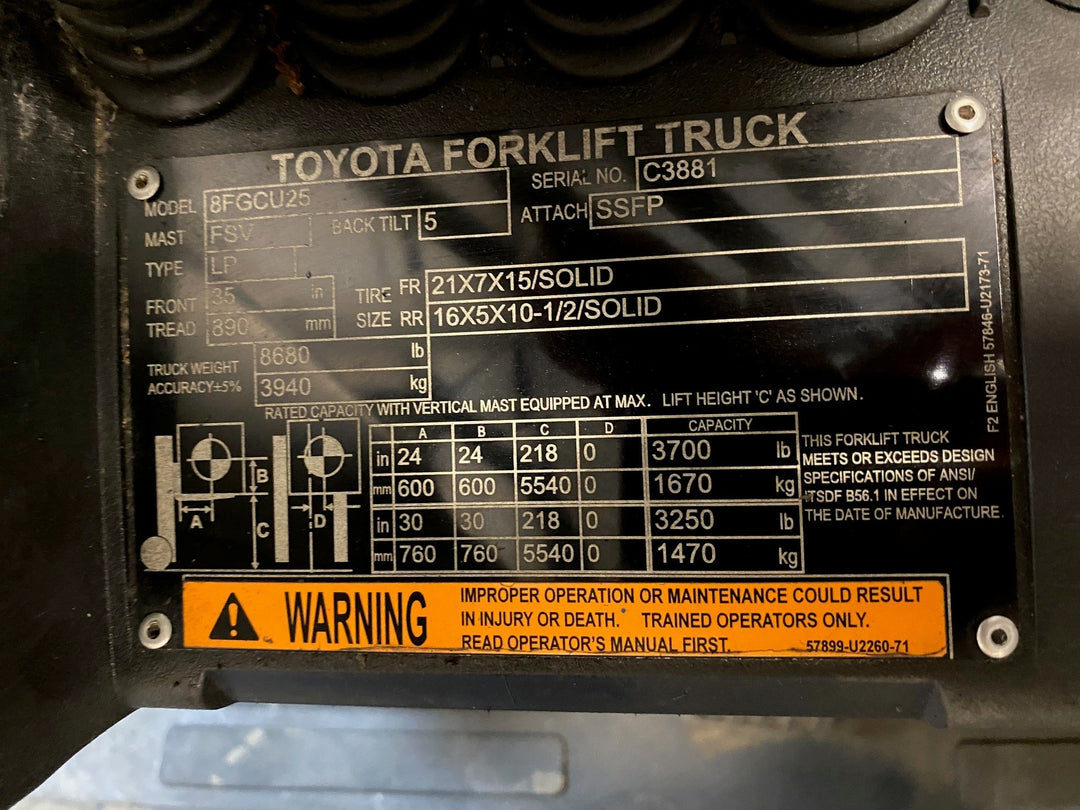 TOYOTA FORKLIFT TRUCK
MODEL 8FGCU25 SERIAL NO. C3881
MAST FSV BACK TILT 5 ATTACH SSFP
TYPE LP
FRONT TREAD 35 in 890 mm
TIRE SIZE FR 21X7X15/SOLID
RR 16X5X10-1/2/SOLID
TRUCK WEIGHT 8680 lb
ACCURACY±5% 3940 kg
RATED CAPACITY WITH VERTICAL MAST EQUIPPED AT MAX. LIFT HEIGHT 'C' AS SHOWN.
A B C D CAPACITY
in 24 24 218 0 3700 lb
mm 600 600 5540 0 1670 kg
in 30 30 218 0 3250 lb
mm 760 760 5540 0 1470 kg
A B C D
THIS FORKLIFT TRUCK
MEETS OR EXCEEDS DESIGN
SPECIFICATIONS OF ANSI/
ITSDF B56.1 IN EFFECT ON
THE DATE OF MANUFACTURE.
F2 ENGLISH 57846-U2173-71
WARNING
IMPROPER OPERATION OR MAINTENANCE COULD RESULT
IN INJURY OR DEATH. TRAINED OPERATORS ONLY.
READ OPERATOR'S MANUAL FIRST. 57899-U2260-71